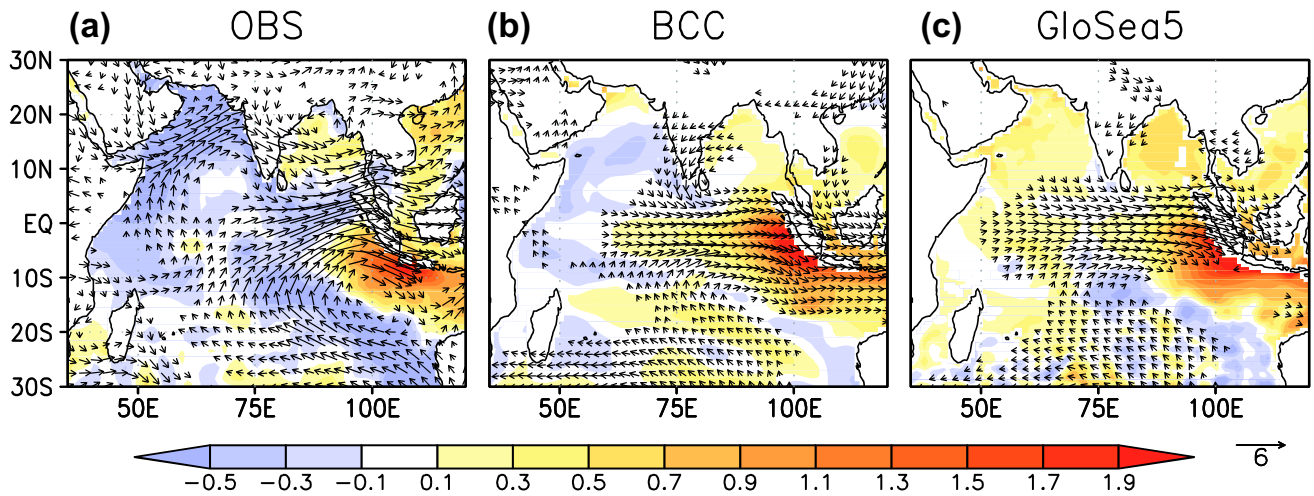 (a) OBS (b) BCC (c) GloSea5
30N
20N
10N
EQ
10S
20S
30S
50E 75E 100E 50E 75E 100E 50E 75E 100E
−0.5 −0.3 −0.1 0.1 0.3 0.5 0.7 0.9 1.1 1.3 1.5 1.7 1.9 6